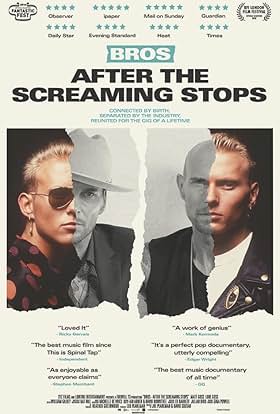 FANTASTIC FEST
★★★★ ★★★★ ★★★★ ★★★★
Observer ipaper Mail on Sunday Guardian
★★★★ ★★★★ ★★★★ ★★★★
Daily Star Evening Standard Heat Times
BFI LONDON FILM FESTIVAL
BROS
AFTER THE
SCREAMING STOPS
CONNECTED BY BIRTH,
SEPARATED BY THE INDUSTRY,
REUNITED FOR THE GIG OF A LIFETIME
"Loved It"
- Ricky Gervais
"A work of genius"
- Mark Kermode
"The best music film since
This is Spinal Tap"
- Independent
"It's a perfect pop documentary,
utterly compelling"
- Edgar Wright
"As enjoyable as
everyone claims"
- Stephen Merchant
"The best music documentary
of all time"
- GQ